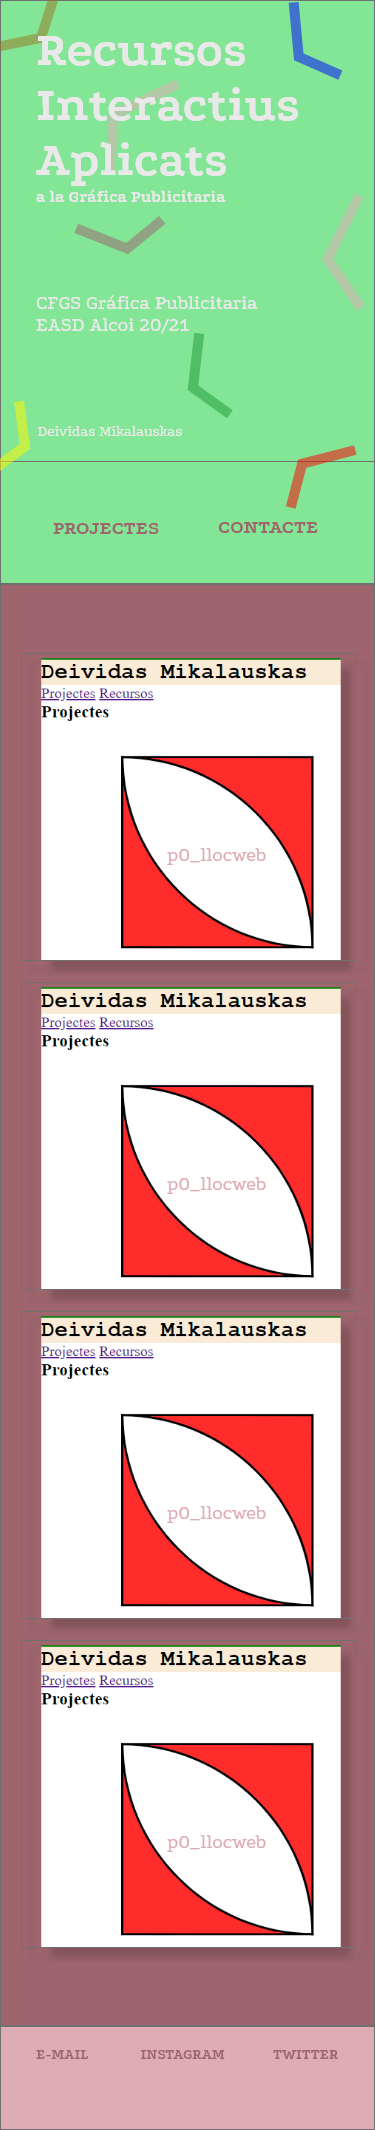 Recursos
Interactius
Aplicats
a la Gráfica Publicitaria
CFGS Gráfica Publicitaria
EASD Alcoi 20/21
Deividas Mikalauskas
PROJECTES CONTACTE
Deividas Mikalauskas
Projectes Recursos
Projectes
p0_llocweb
Deividas Mikalauskas
Projectes Recursos
Projectes
p0_llocweb
Deividas Mikalauskas
Projectes Recursos
Projectes
p0_llocweb
Deividas Mikalauskas
Projectes Recursos
Projectes
p0_llocweb
E-MAIL INSTAGRAM TWITTER